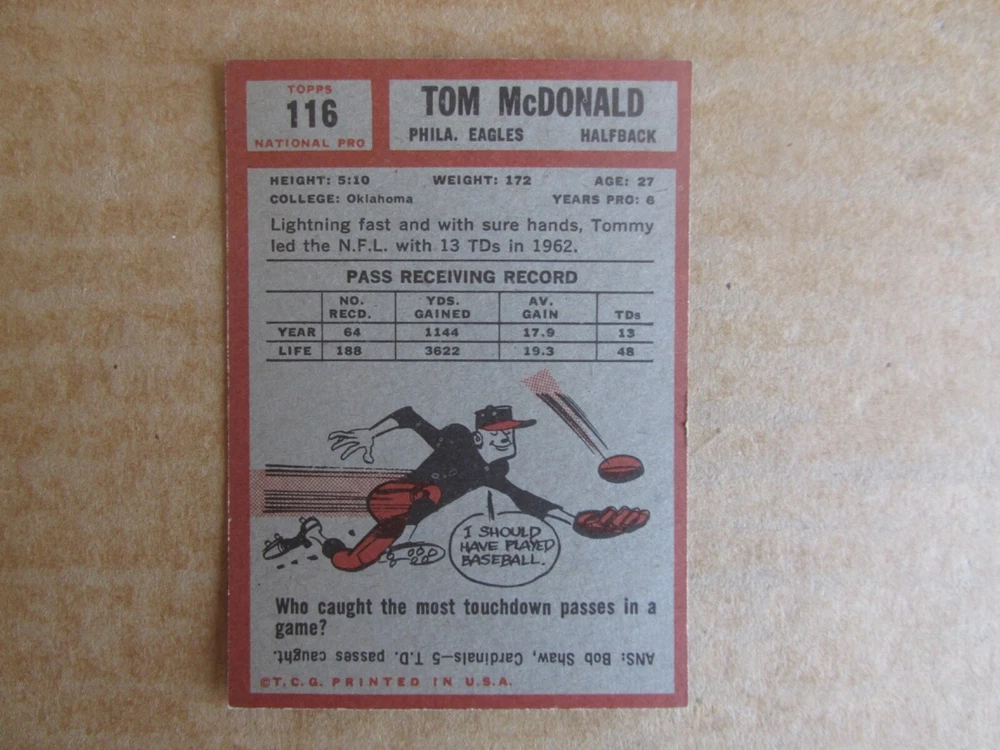 TOPPS
116
NATIONAL PRO
TOM McDONALD
PHILA. EAGLES HALFBACK
HEIGHT: 5:10 WEIGHT: 172 AGE: 27
COLLEGE: Oklahoma YEARS PRO: 6
Lightning fast and with sure hands, Tommy
led the N.F.L. with 13 TDs in 1962.
PASS RECEIVING RECORD
NO. YDS. AV.
RECD. GAINED GAIN TDs
YEAR 64 1144 17.9 13
LIFE 188 3622 19.3 48
I SHOULD
HAVE PLAYED
BASEBALL.
Who caught the most touchdown passes in a
game?
ANS: Bob Shaw, Cardinals—5 T.D. passes caught.
©T.C.G. PRINTED IN U.S.A.